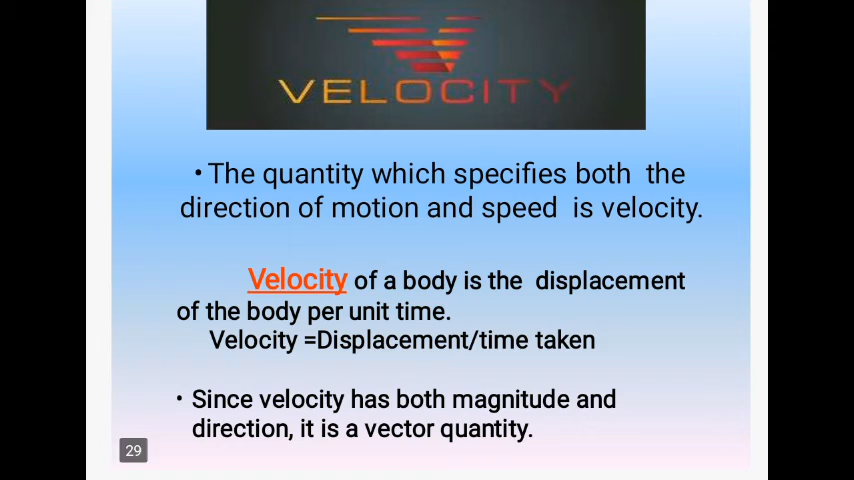 VELOCITY
• The quantity which specifies both the
direction of motion and speed is velocity.
Velocity of a body is the displacement
of the body per unit time.
Velocity =Displacement/time taken
• Since velocity has both magnitude and
direction, it is a vector quantity.
29